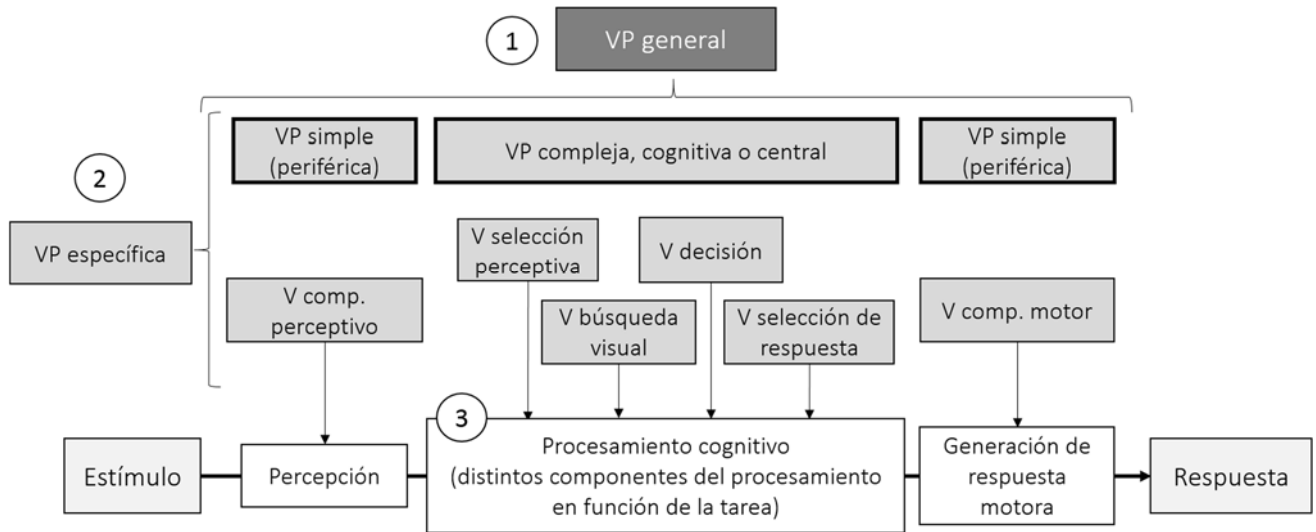 1
VP general
VP simple
(periférica)
VP compleja, cognitiva o central
VP simple
(periférica)
2
VP específica
V selección
perceptiva
V decisión
V comp.
perceptivo
V búsqueda
visual
V selección de
respuesta
V comp. motor
3
Estímulo
Percepción
Procesamiento cognitivo
(distintos componentes del procesamiento
en función de la tarea)
Generación de
respuesta
motora
Respuesta